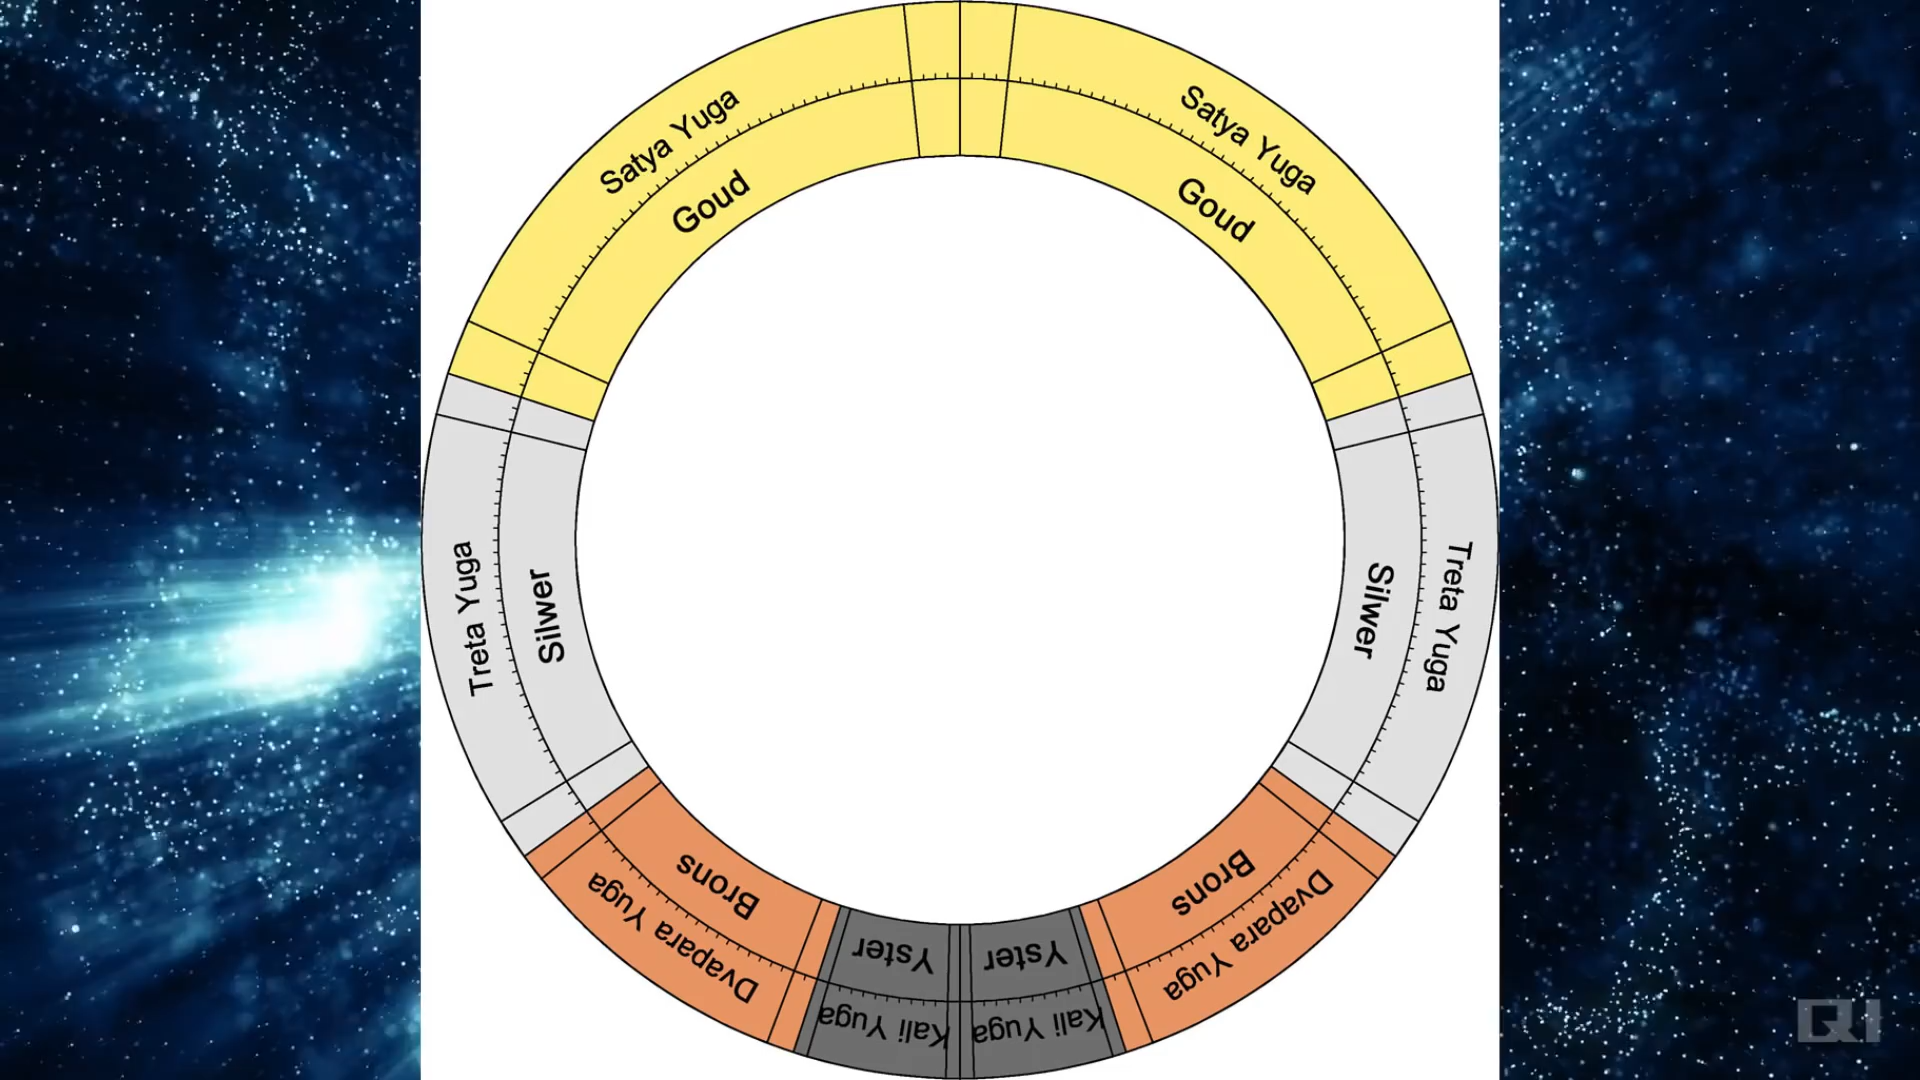 Satya Yuga
Goud
Satya Yuga
Goud
Treta Yuga
Silwer
Silwer
Treta Yuga
Brons
Dvapara Yuga
Brons
Dvapara Yuga
Yster
Yster
Kali Yuga
Kali Yuga
QI